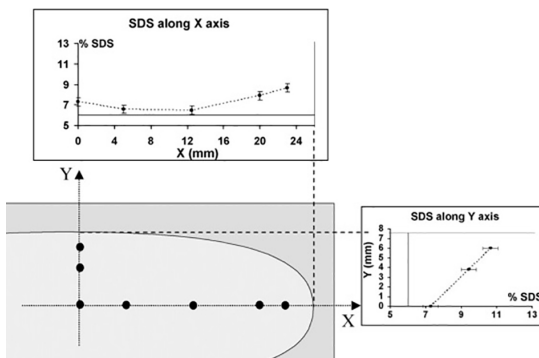 SDS along X axis
% SDS
13
11
9
7
5
0 4 8 12 16 20 24
X (mm)
Y
X
SDS along Y axis
Y (mm)
8
7
6
5
4
3
2
1
0
5 7 9 11 13
% SDS